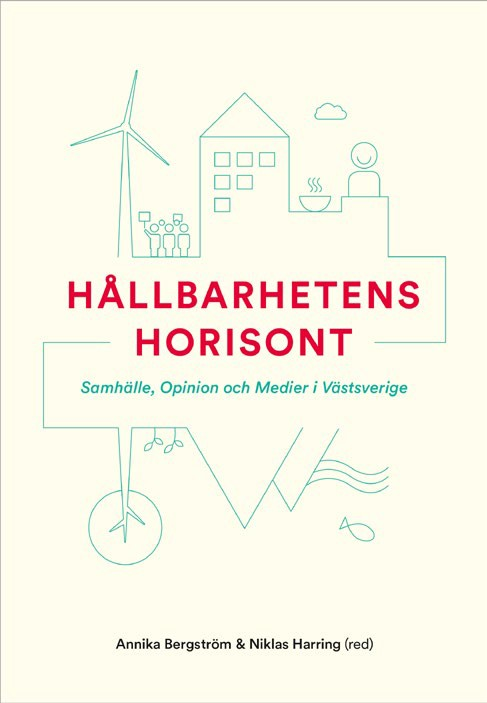 HÅLLBARHETENS
HORISONT
Samhälle, Opinion och Medier i Västsverige
Annika Bergström & Niklas Harring (red)